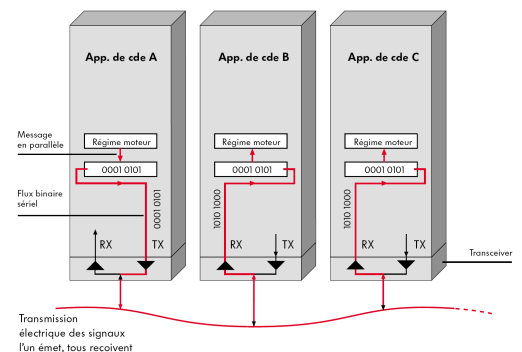 App. de cde A
App. de cde B
App. de cde C
Message
en parallèle
Régime moteur
Régime moteur
Régime moteur
0001 0101
0001 0101
0001 0101
Flux binaire
sériel
0001 0101
1010 1000
1010 1000
RX
TX
RX
TX
RX
TX
Transceiver
Transmission
électrique des signaux
l'un émet, tous recoivent